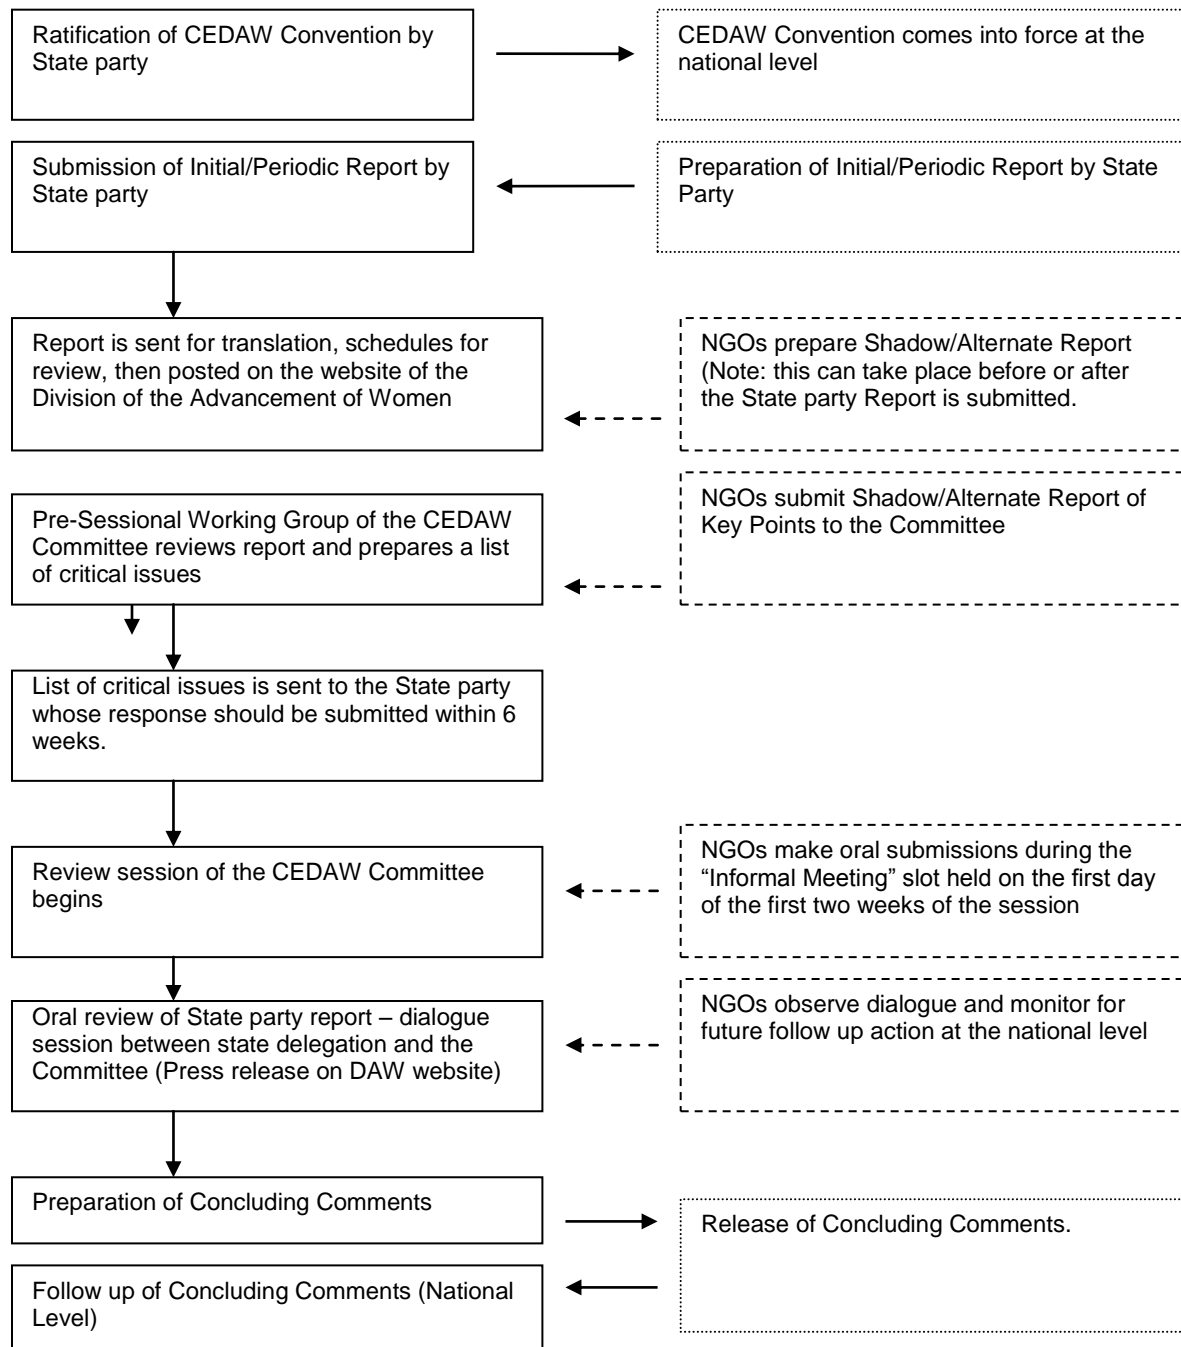 Ratification of CEDAW Convention by
State party
CEDAW Convention comes into force at the
national level
Submission of Initial/Periodic Report by
State party
Preparation of Initial/Periodic Report by State
Party
Report is sent for translation, schedules for
review, then posted on the website of the
Division of the Advancement of Women
NGOs prepare Shadow/Alternate Report
(Note: this can take place before or after
the State party Report is submitted.
Pre-Sessional Working Group of the CEDAW
Committee reviews report and prepares a list
of critical issues
NGOs submit Shadow/Alternate Report of
Key Points to the Committee
List of critical issues is sent to the State party
whose response should be submitted within 6
weeks.
Review session of the CEDAW Committee
begins
NGOs make oral submissions during the
“Informal Meeting” slot held on the first day
of the first two weeks of the session
Oral review of State party report – dialogue
session between state delegation and the
Committee (Press release on DAW website)
NGOs observe dialogue and monitor for
future follow up action at the national level
Preparation of Concluding Comments
Release of Concluding Comments.
Follow up of Concluding Comments (National
Level)